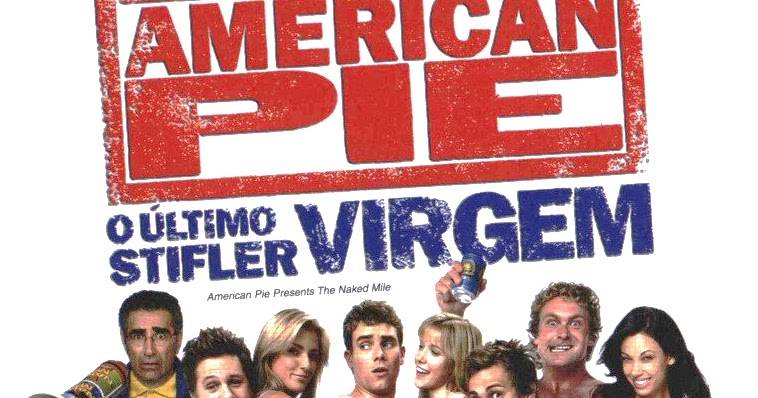 AMERICAN
PIE
O ÚLTIMO
STIFLER VIRGEM
American Pie Presents The Naked Mile